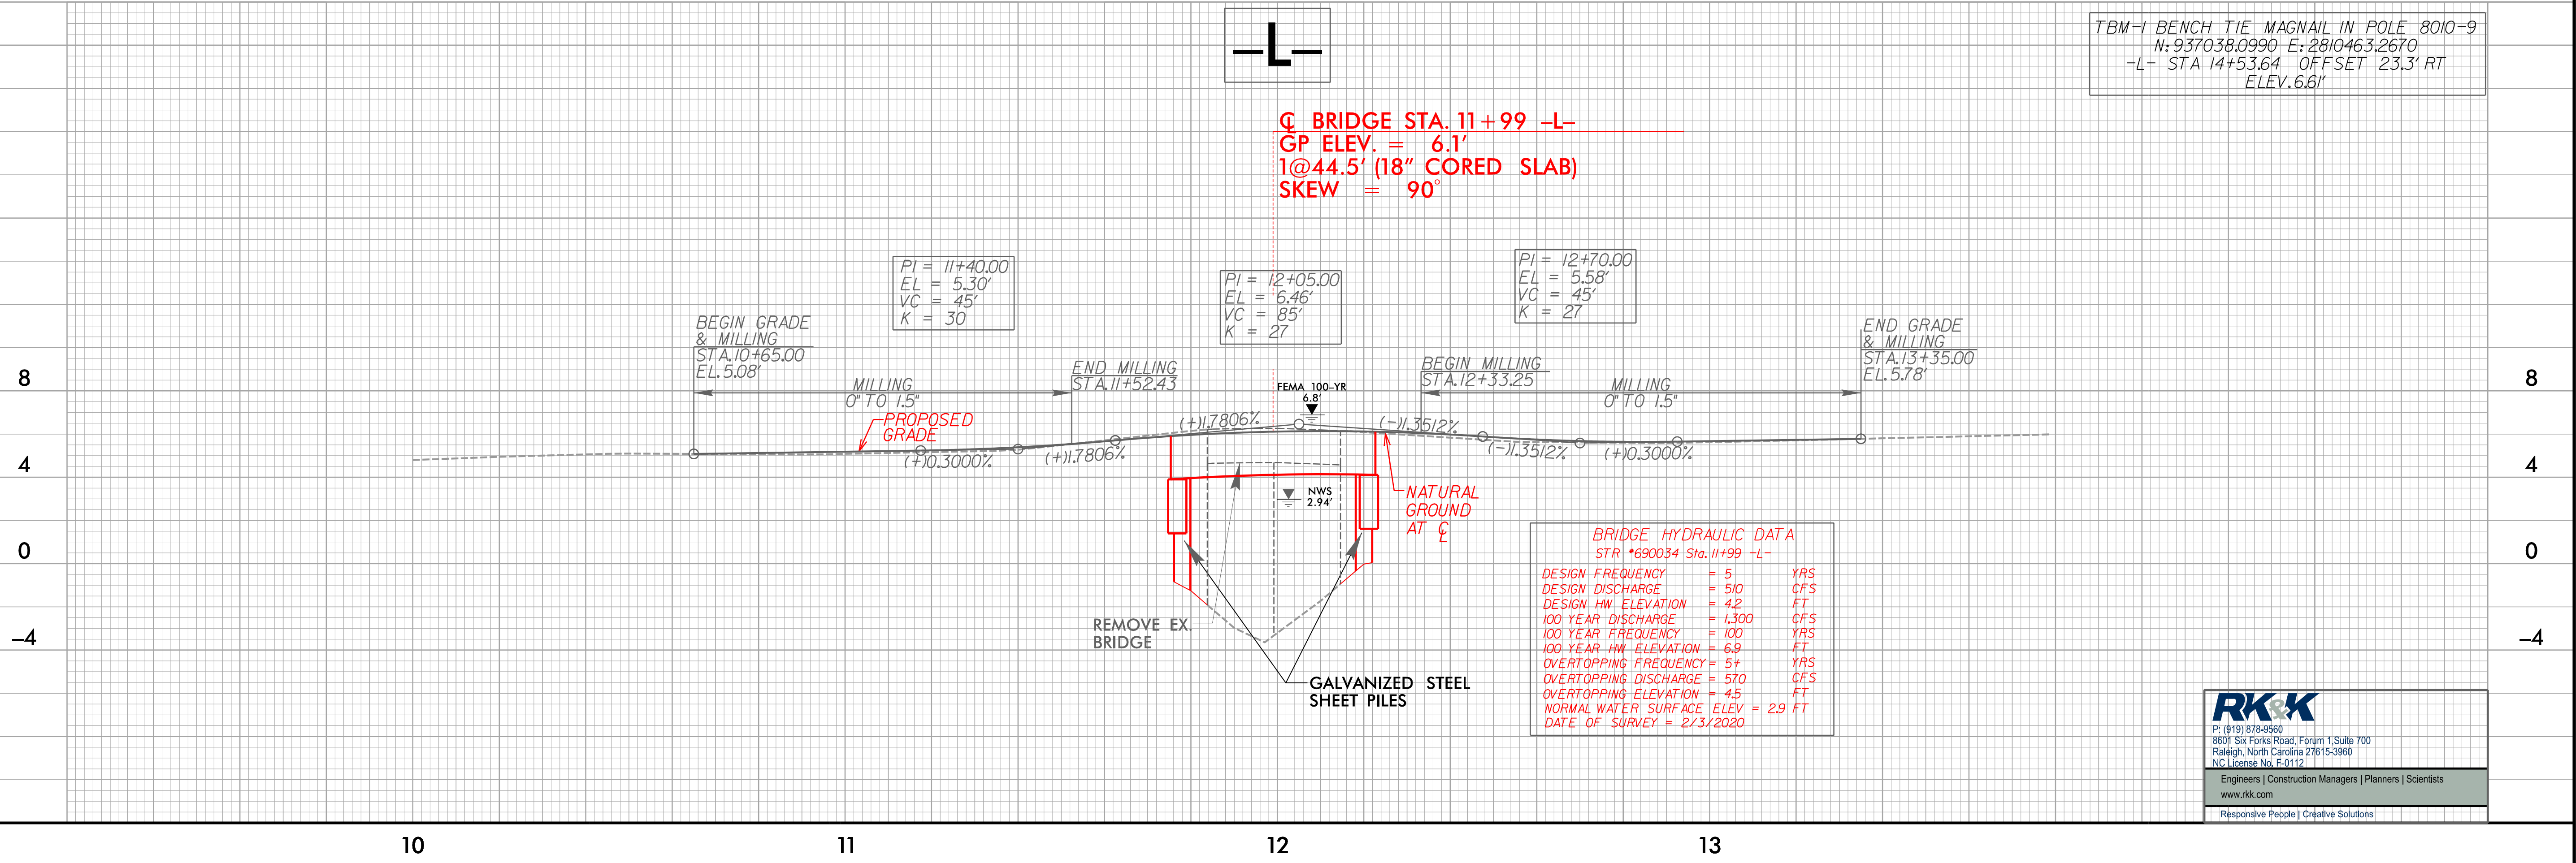 –L–
TBM-1 BENCH TIE MAGNAIL IN POLE 8010-9
N: 937038.0990 E: 2810463.2670
-L- STA 14+53.64 OFFSET 23.3' RT
ELEV. 6.61'
℄ BRIDGE STA. 11+99 –L–
GP ELEV. = 6.1'
1@44.5' (18" CORED SLAB)
SKEW = 90°
PI = 11+40.00
EL = 5.30'
VC = 45'
K = 30
PI = 12+05.00
EL = 6.46'
VC = 85'
K = 27
PI = 12+70.00
EL = 5.58'
VC = 45'
K = 27
BEGIN GRADE
& MILLING
STA. 10+65.00
EL. 5.08'
MILLING
0" TO 1.5"
END MILLING
STA. 11+52.43
FEMA 100–YR
6.8'
BEGIN MILLING
STA. 12+33.25
MILLING
0" TO 1.5"
END GRADE
& MILLING
STA. 13+35.00
EL. 5.78'
8
8
PROPOSED
GRADE
(+)0.3000%
(+)1.7806%
(+)1.7806%
(-)1.3512%
(-)1.3512%
(+)0.3000%
4
4
NWS
2.94'
NATURAL
GROUND
AT ℄
0
0
REMOVE EX.
BRIDGE
GALVANIZED STEEL
SHEET PILES
–4
–4
BRIDGE HYDRAULIC DATA
STR #690034 Sta. 11+99 -L-
DESIGN FREQUENCY = 5 YRS
DESIGN DISCHARGE = 510 CFS
DESIGN HW ELEVATION = 4.2 FT
100 YEAR DISCHARGE = 1,300 CFS
100 YEAR FREQUENCY = 100 YRS
100 YEAR HW ELEVATION = 6.9 FT
OVERTOPPING FREQUENCY = 5+ YRS
OVERTOPPING DISCHARGE = 570 CFS
OVERTOPPING ELEVATION = 4.5 FT
NORMAL WATER SURFACE ELEV = 2.9 FT
DATE OF SURVEY = 2/3/2020
RK&K
P: (919) 878-9560
8601 Six Forks Road, Forum 1,Suite 700
Raleigh, North Carolina 27615-3960
NC License No. F-0112
Engineers | Construction Managers | Planners | Scientists
www.rkk.com
Responsive People | Creative Solutions
10
11
12
13